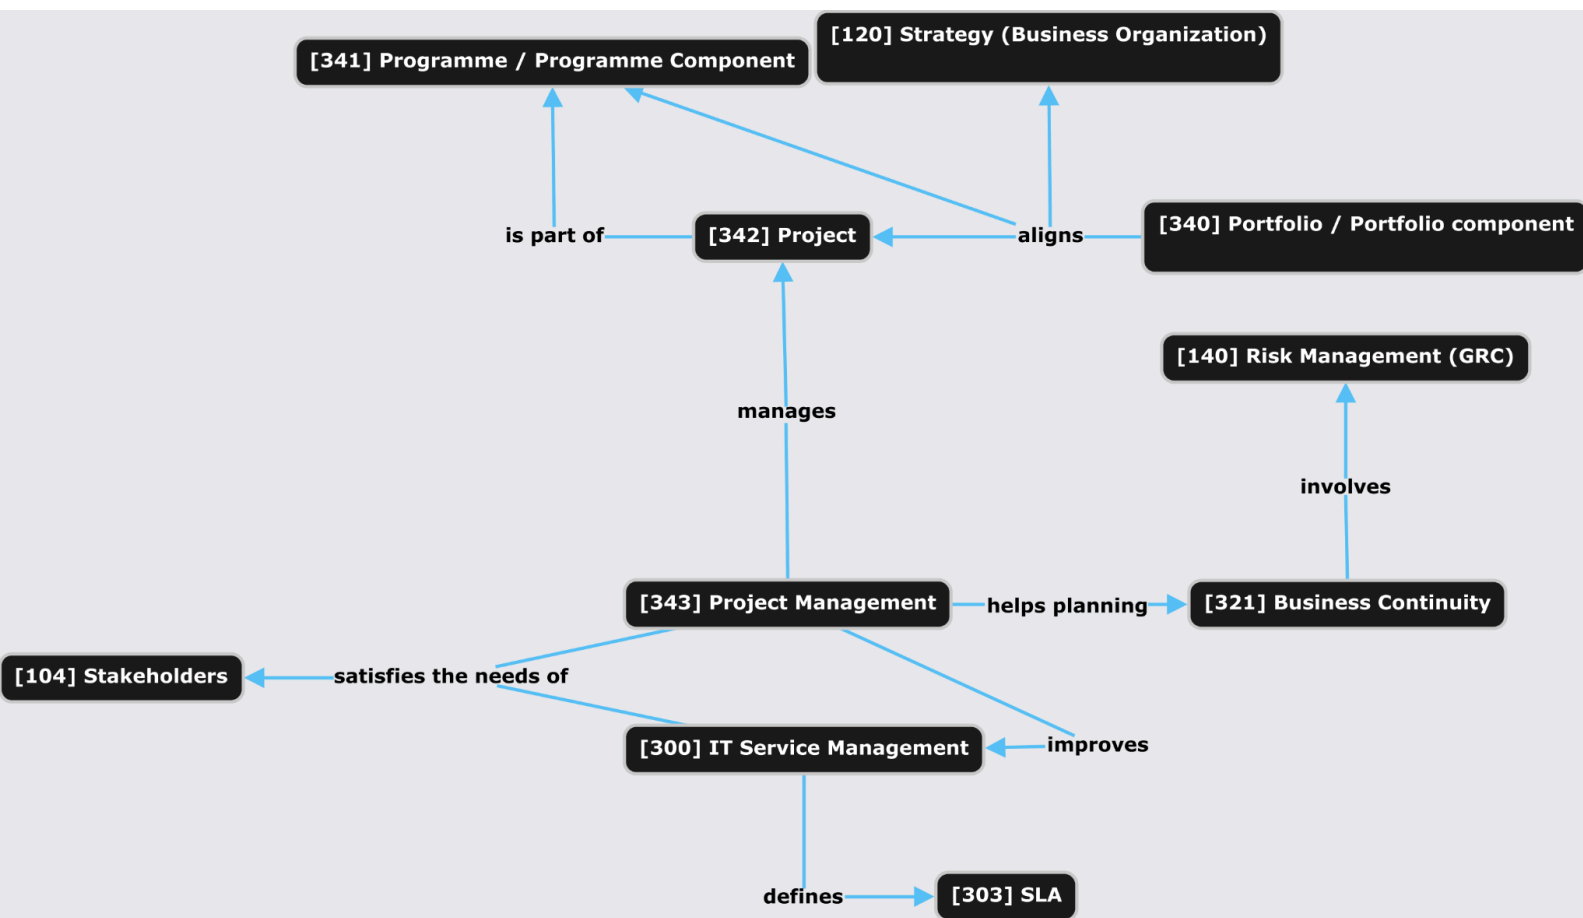 [120] Strategy (Business Organization)
[341] Programme / Programme Component
[340] Portfolio / Portfolio component
is part of
[342] Project
aligns
[140] Risk Management (GRC)
manages
involves
[343] Project Management
helps planning
[321] Business Continuity
[104] Stakeholders
satisfies the needs of
[300] IT Service Management
improves
defines
[303] SLA